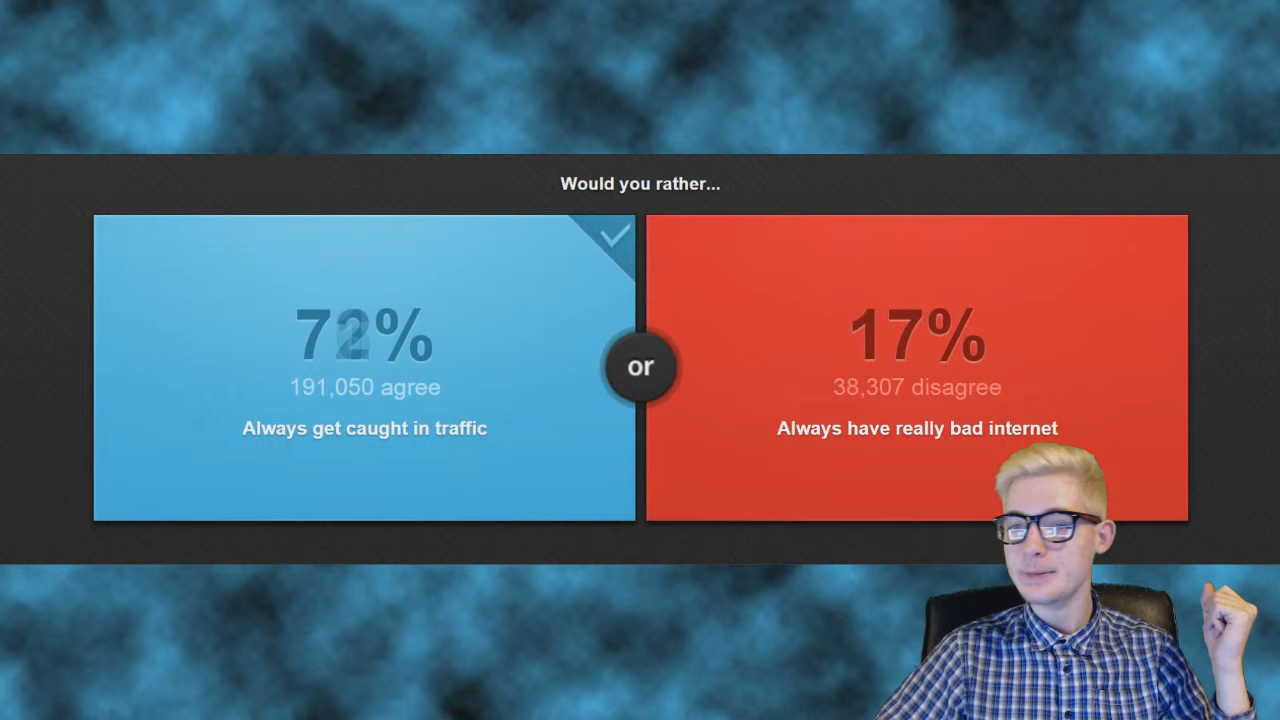 Would you rather...
72%
191,050 agree
Always get caught in traffic
or
17%
38,307 disagree
Always have really bad internet